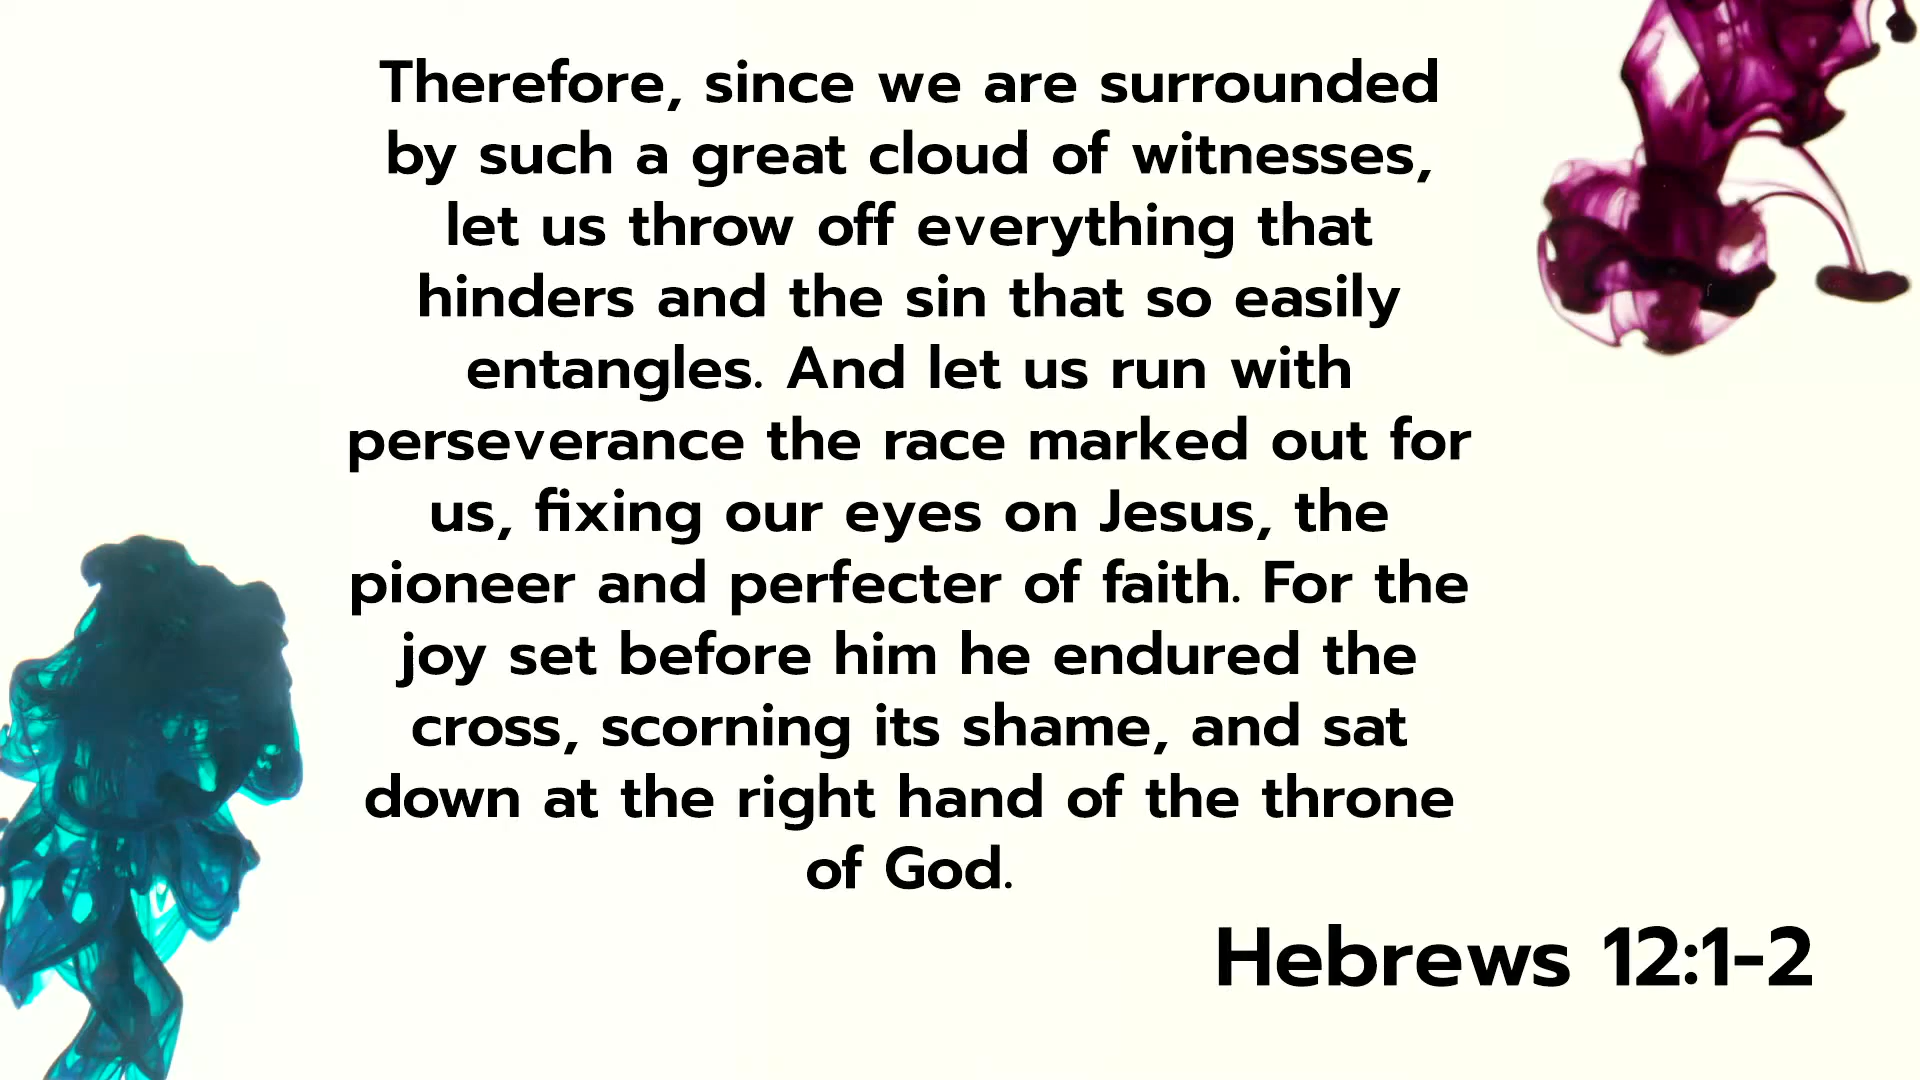 Therefore, since we are surrounded
by such a great cloud of witnesses,
let us throw off everything that
hinders and the sin that so easily
entangles. And let us run with
perseverance the race marked out for
us, fixing our eyes on Jesus, the
pioneer and perfecter of faith. For the
joy set before him he endured the
cross, scorning its shame, and sat
down at the right hand of the throne
of God.
Hebrews 12:1-2